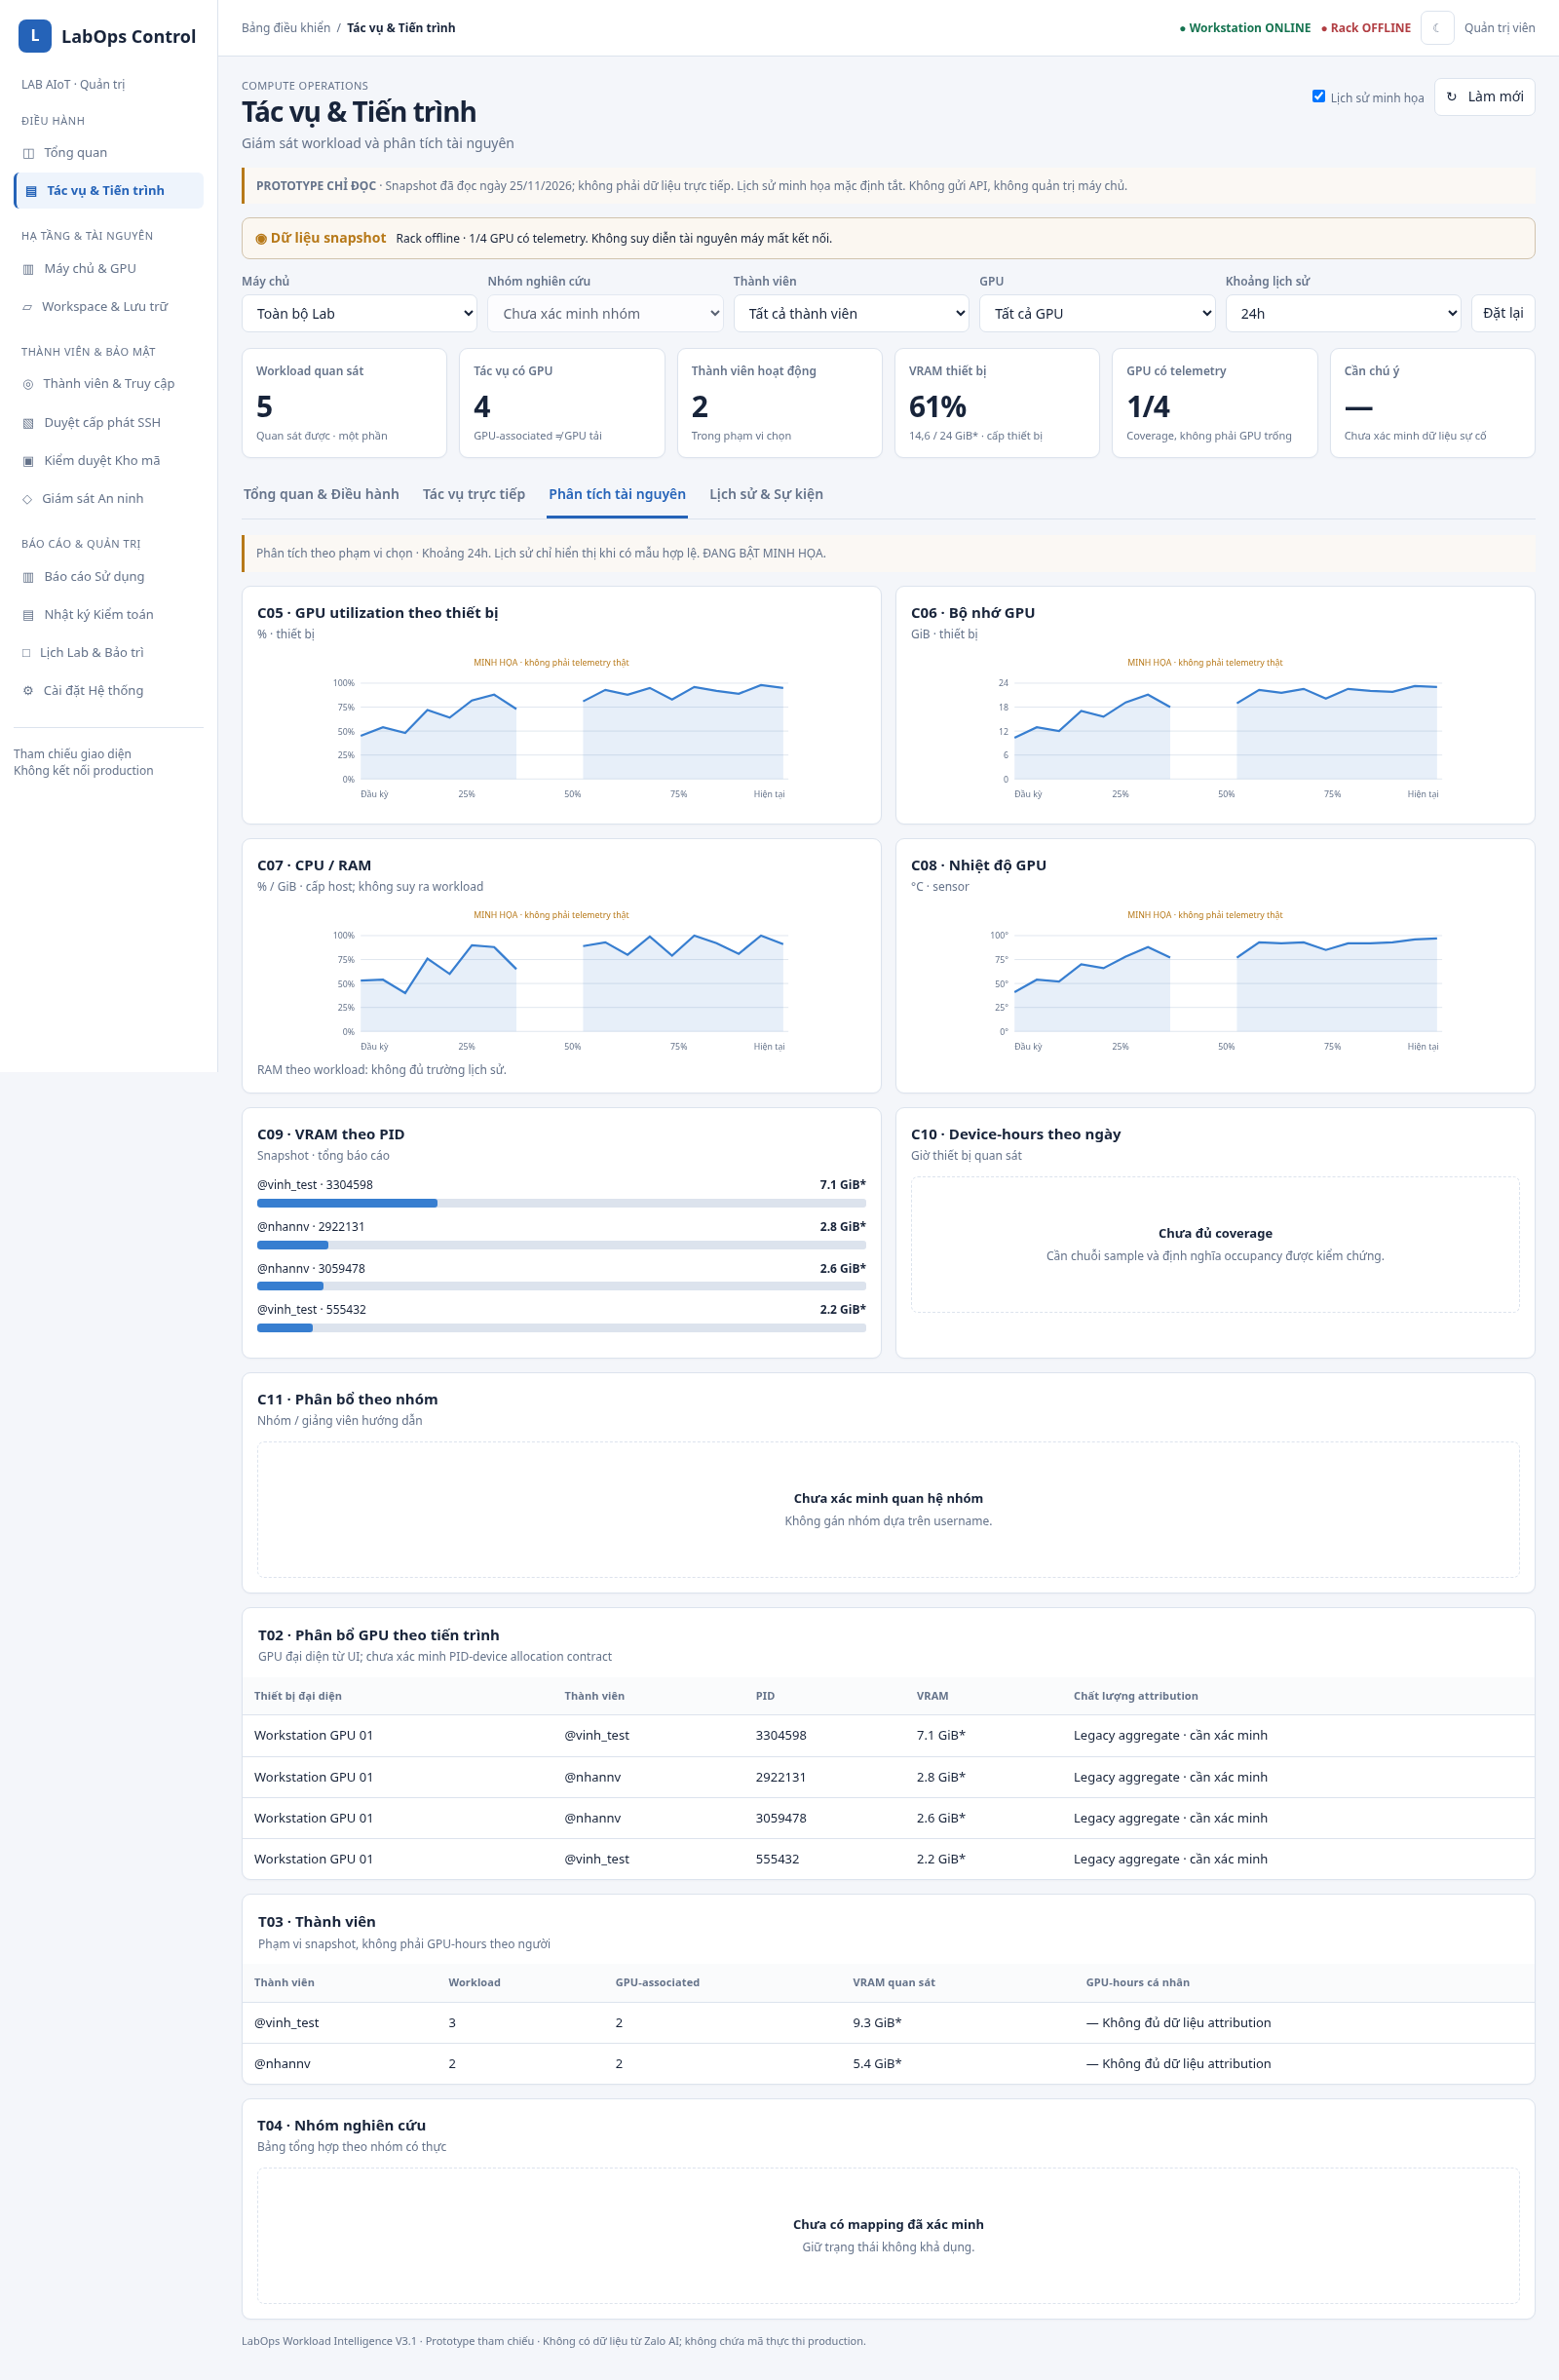 L LabOps Control
LAB AIoT · Quản trị
ĐIỀU HÀNH
Tổng quan
Tác vụ & Tiến trình
HẠ TẦNG & TÀI NGUYÊN
Máy chủ & GPU
Workspace & Lưu trữ
THÀNH VIÊN & BẢO MẬT
Thành viên & Truy cập
Duyệt cấp phát SSH
Kiểm duyệt Kho mã
Giám sát An ninh
BÁO CÁO & QUẢN TRỊ
Báo cáo Sử dụng
Nhật ký Kiểm toán
Lịch Lab & Bảo trì
Cài đặt Hệ thống
Tham chiếu giao diện
Không kết nối production
Bảng điều khiển / Tác vụ & Tiến trình
● Workstation ONLINE ● Rack OFFLINE ☾ Quản trị viên
COMPUTE OPERATIONS
Tác vụ & Tiến trình
Giám sát workload và phân tích tài nguyên
Lịch sử minh họa ↻ Làm mới
PROTOTYPE CHỈ ĐỌC · Snapshot đã đọc ngày 25/11/2026; không phải dữ liệu trực tiếp. Lịch sử minh họa mặc định tắt. Không gửi API, không quản trị máy chủ.
◉ Dữ liệu snapshot Rack offline · 1/4 GPU có telemetry. Không suy diễn tài nguyên máy mất kết nối.
Máy chủ Nhóm nghiên cứu Thành viên GPU Khoảng lịch sử
Toàn bộ Lab Chưa xác minh nhóm Tất cả thành viên Tất cả GPU 24h Đặt lại
Workload quan sát
5
Quan sát được · một phần
Tác vụ có GPU
4
GPU-associated ≠ GPU tải
Thành viên hoạt động
2
Trong phạm vi chọn
VRAM thiết bị
61%
14,6 / 24 GiB* · cấp thiết bị
GPU có telemetry
1/4
Coverage, không phải GPU trống
Cần chú ý
—
Chưa xác minh dữ liệu sự cố
Tổng quan & Điều hành Tác vụ trực tiếp Phân tích tài nguyên Lịch sử & Sự kiện
Phân tích theo phạm vi chọn · Khoảng 24h. Lịch sử chỉ hiển thị khi có mẫu hợp lệ. ĐANG BẬT MINH HỌA.
C05 · GPU utilization theo thiết bị
% · thiết bị
MINH HỌA · không phải telemetry thật
100%
75%
50%
25%
0%
Đầu kỳ 25% 50% 75% Hiện tại
C06 · Bộ nhớ GPU
GiB · thiết bị
MINH HỌA · không phải telemetry thật
24
18
12
6
0
Đầu kỳ 25% 50% 75% Hiện tại
C07 · CPU / RAM
% / GiB · cấp host; không suy ra workload
MINH HỌA · không phải telemetry thật
100%
75%
50%
25%
0%
Đầu kỳ 25% 50% 75% Hiện tại
RAM theo workload: không đủ trường lịch sử.
C08 · Nhiệt độ GPU
°C · sensor
MINH HỌA · không phải telemetry thật
100°
75°
50°
25°
0°
Đầu kỳ 25% 50% 75% Hiện tại
C09 · VRAM theo PID
Snapshot · tổng báo cáo
@vinh_test · 3304598 7.1 GiB*
@nhannv · 2922131 2.8 GiB*
@nhannv · 3059478 2.6 GiB*
@vinh_test · 555432 2.2 GiB*
C10 · Device-hours theo ngày
Giờ thiết bị quan sát
Chưa đủ coverage
Cần chuỗi sample và định nghĩa occupancy được kiểm chứng.
C11 · Phân bổ theo nhóm
Nhóm / giảng viên hướng dẫn
Chưa xác minh quan hệ nhóm
Không gán nhóm dựa trên username.
T02 · Phân bổ GPU theo tiến trình
GPU đại diện từ UI; chưa xác minh PID-device allocation contract
Thiết bị đại diện Thành viên PID VRAM Chất lượng attribution
Workstation GPU 01 @vinh_test 3304598 7.1 GiB* Legacy aggregate · cần xác minh
Workstation GPU 01 @nhannv 2922131 2.8 GiB* Legacy aggregate · cần xác minh
Workstation GPU 01 @nhannv 3059478 2.6 GiB* Legacy aggregate · cần xác minh
Workstation GPU 01 @vinh_test 555432 2.2 GiB* Legacy aggregate · cần xác minh
T03 · Thành viên
Phạm vi snapshot, không phải GPU-hours theo người
Thành viên Workload GPU-associated VRAM quan sát GPU-hours cá nhân
@vinh_test 3 2 9.3 GiB* — Không đủ dữ liệu attribution
@nhannv 2 2 5.4 GiB* — Không đủ dữ liệu attribution
T04 · Nhóm nghiên cứu
Bảng tổng hợp theo nhóm có thực
Chưa có mapping đã xác minh
Giữ trạng thái không khả dụng.
LabOps Workload Intelligence V3.1 · Prototype tham chiếu · Không có dữ liệu từ Zalo AI; không chứa mã thực thi production.